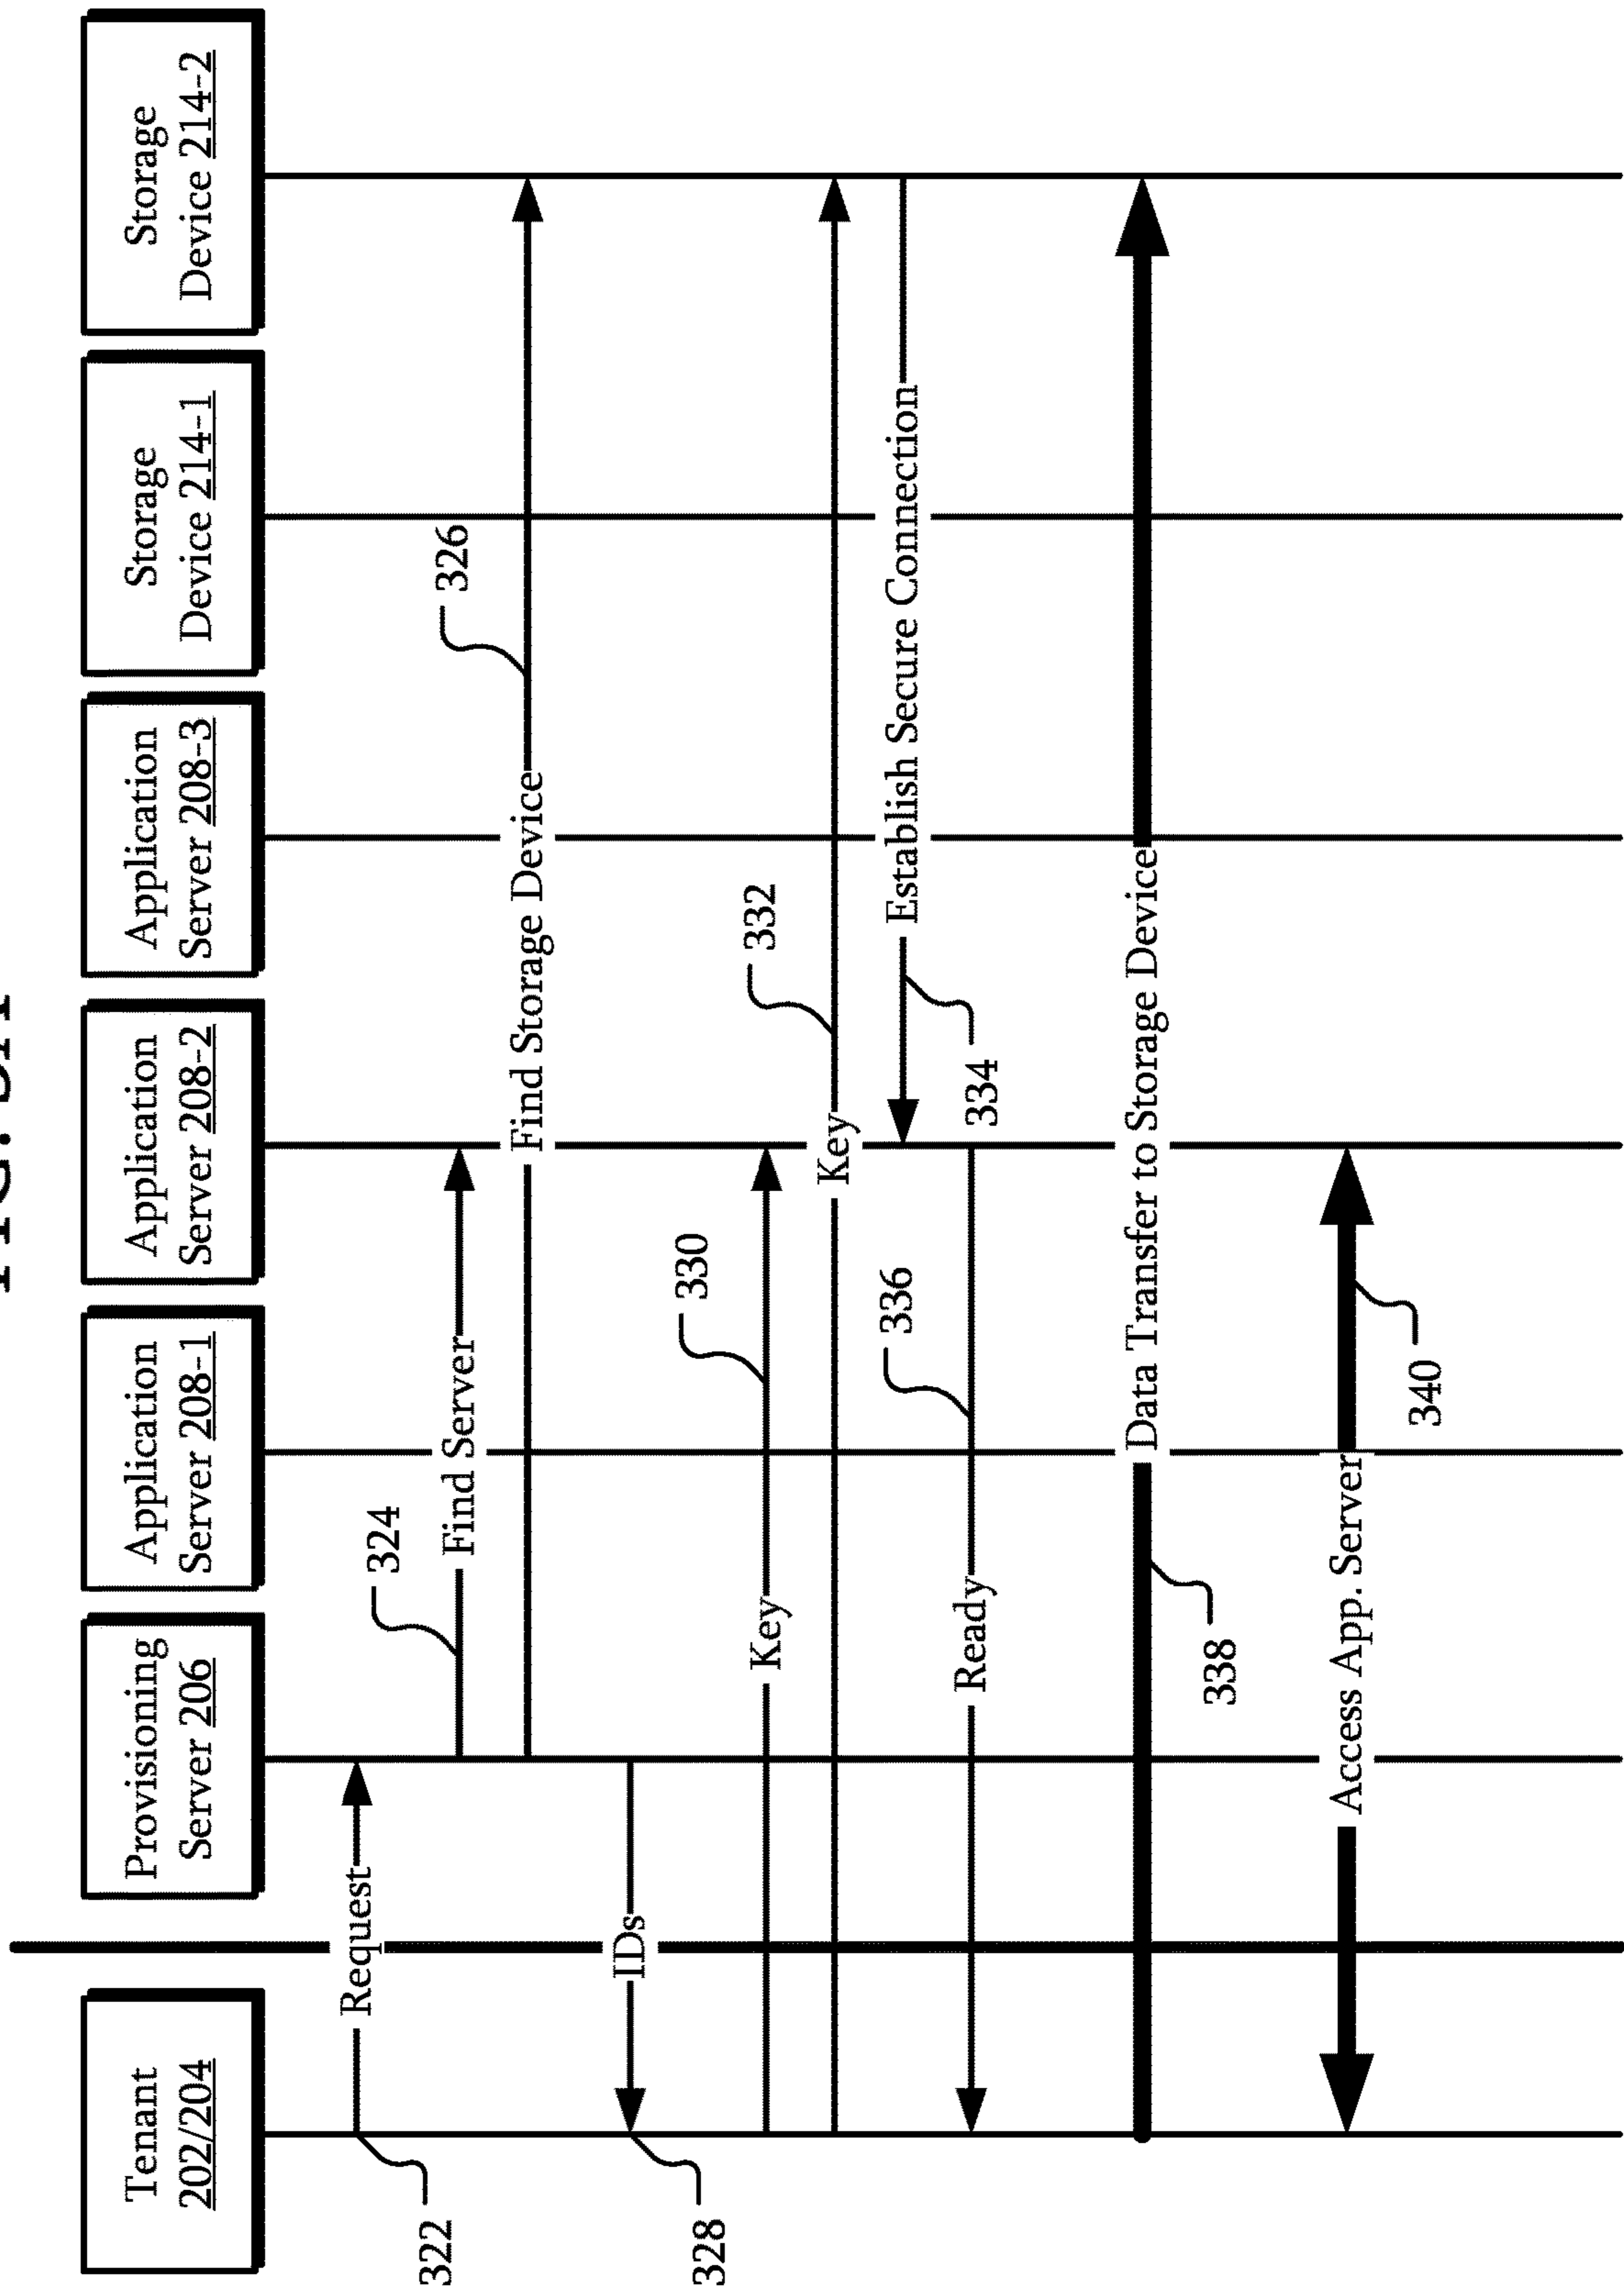 Tenant
202/204
Provisioning
Server 206
Application
Server 208-1
Application
Server 208-2
Application
Server 208-3
Storage
Device 214-1
Storage
Device 214-2
322
Request
324
Find Server
326
Find Storage Device
328
IDs
330
Key
332
Key
Establish Secure Connection
334
336
Ready
Data Transfer to Storage Device
338
Access App. Server
340